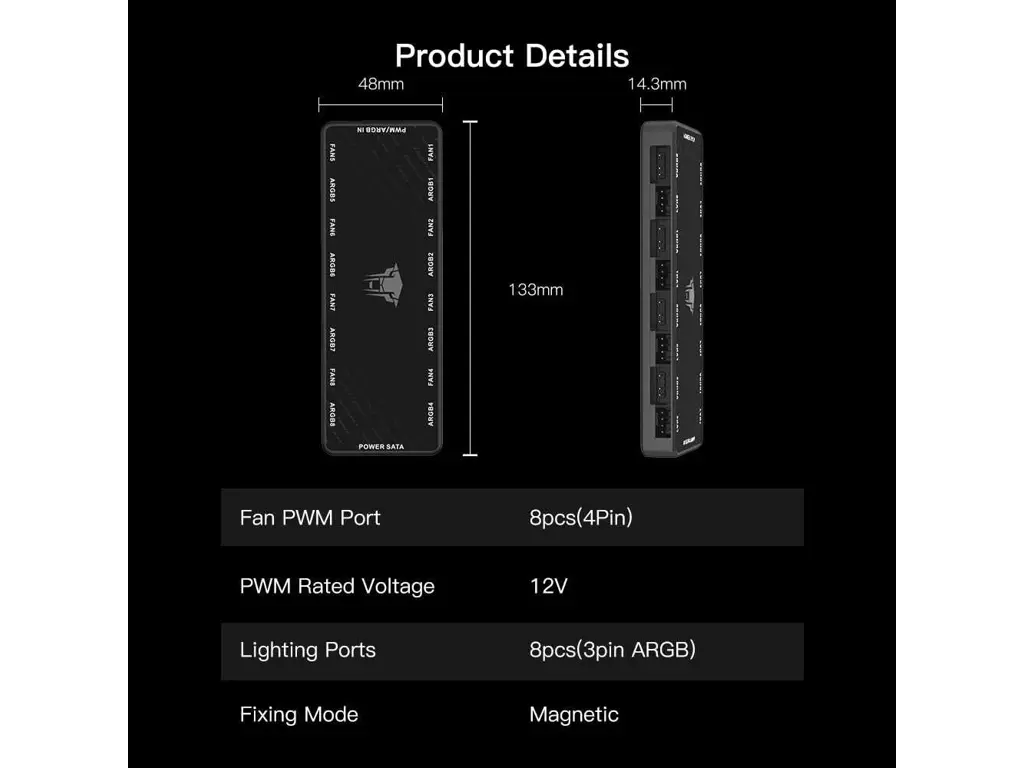 Product Details
48mm
14.3mm
PWM/ARGB IN
FAN5
FAN1
ARGB5
ARGB1
FAN6
FAN2
ARGB6
ARGB2
133mm
FAN7
FAN3
ARGB7
ARGB3
FAN8
FAN4
ARGB8
ARGB4
POWER SATA
Fan PWM Port 8pcs(4Pin)
PWM Rated Voltage 12V
Lighting Ports 8pcs(3pin ARGB)
Fixing Mode Magnetic